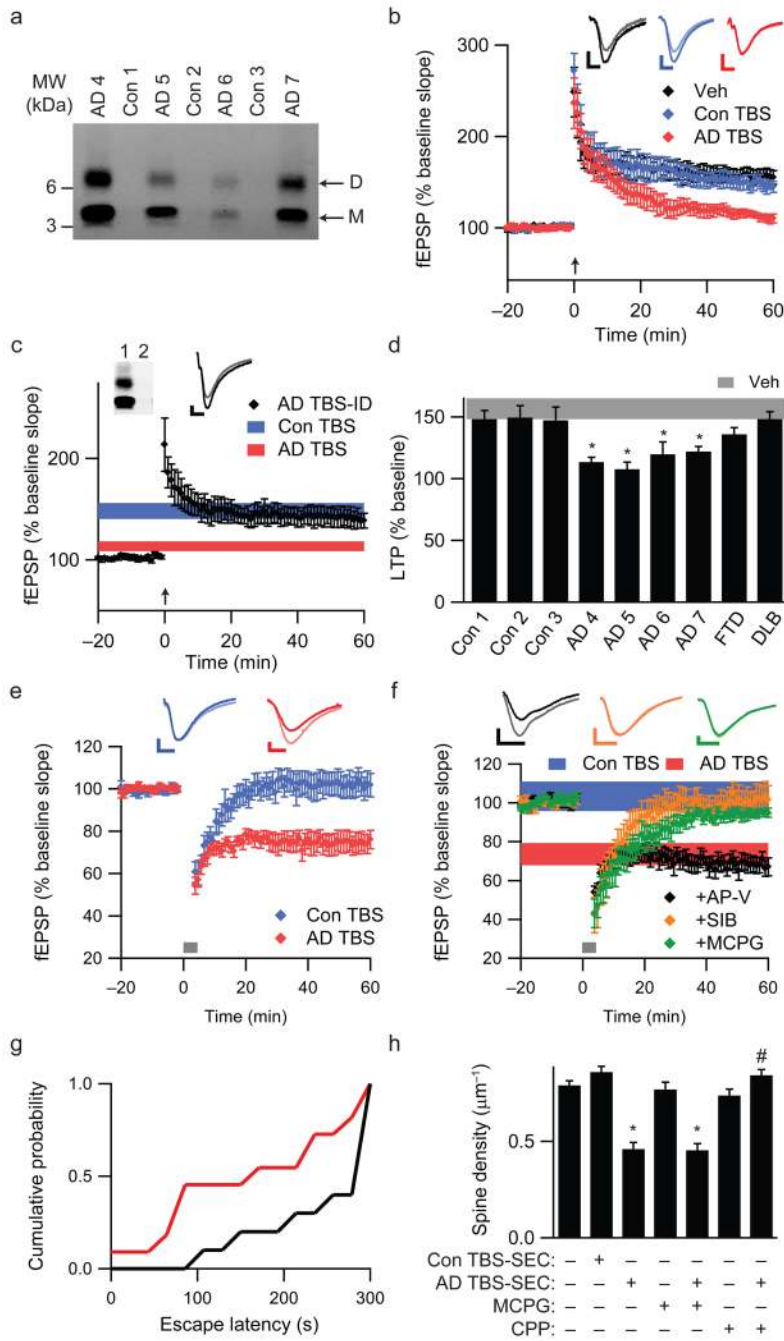 a
MW
(kDa)
AD 4
Con 1
AD 5
Con 2
AD 6
Con 3
AD 7
6
3
D
M
b
fEPSP (% baseline slope)
300
200
100
Veh
Con TBS
AD TBS
–20 0 20 40 60
Time (min)
c
1 2
fEPSP (% baseline slope)
200
100
AD TBS-ID
Con TBS
AD TBS
–20 0 20 40 60
Time (min)
d
Veh
LTP (% baseline)
150
100
50
0
* * * *
Con 1
Con 2
Con 3
AD 4
AD 5
AD 6
AD 7
FTD
DLB
e
fEPSP (% baseline slope)
120
100
80
60
40
20
Con TBS
AD TBS
–20 0 20 40 60
Time (min)
f
Con TBS AD TBS
fEPSP (% baseline slope)
120
100
80
60
40
20
+AP-V
+SIB
+MCPG
–20 0 20 40 60
Time (min)
g
Cumulative probability
1.0
0.5
0.0
0 100 200 300
Escape latency (s)
h
Spine density (µm⁻¹)
0.5
0.0
* * #
Con TBS-SEC: – + – – – – –
AD TBS-SEC: – – + – + – +
MCPG: – – – + + – –
CPP: – – – – – + +